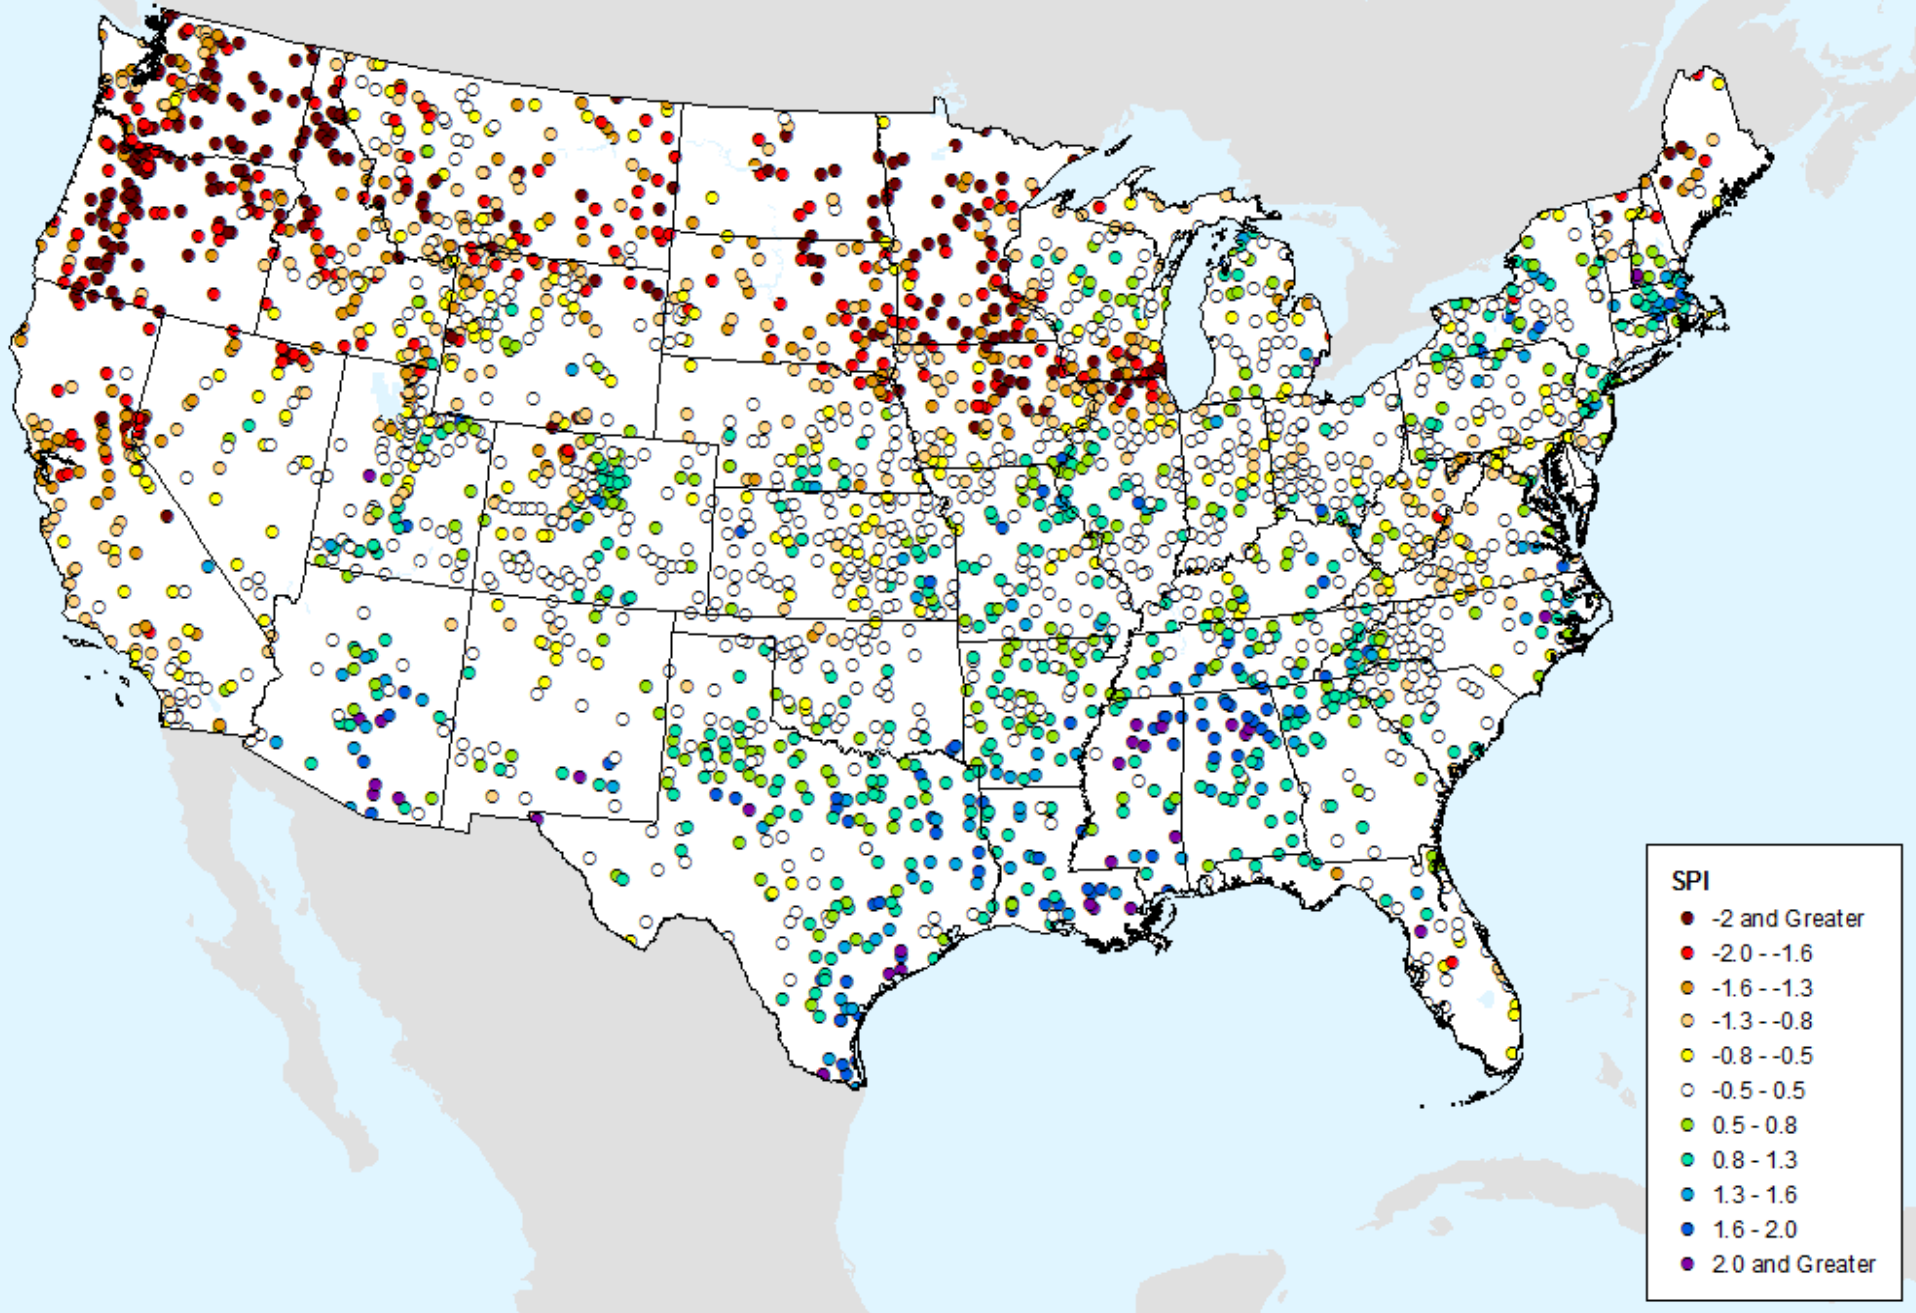 SPI
-2 and Greater
-2.0 - -1.6
-1.6 - -1.3
-1.3 - -0.8
-0.8 - -0.5
-0.5 - 0.5
0.5 - 0.8
0.8 - 1.3
1.3 - 1.6
1.6 - 2.0
2.0 and Greater